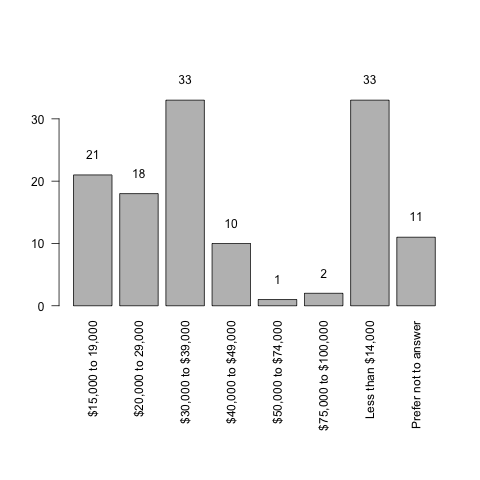 33
33
30
21
20
18
10
11
10
1
2
0
$15,000 to 19,000
$20,000 to 29,000
$30,000 to $39,000
$40,000 to $49,000
$50,000 to $74,000
$75,000 to $100,000
Less than $14,000
Prefer not to answer